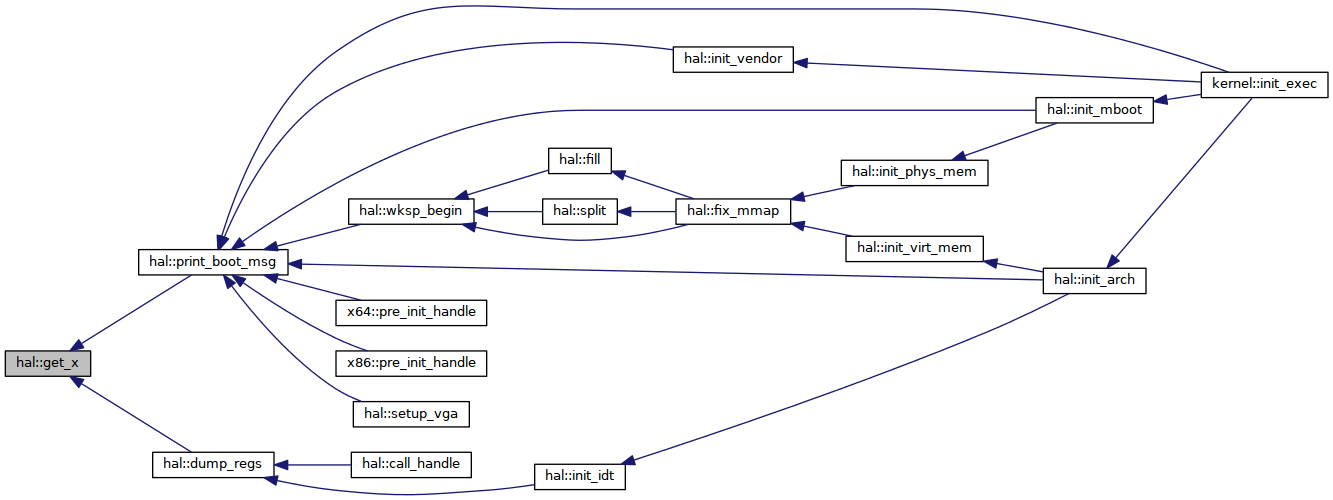 hal::init_vendor
kernel::init_exec
hal::init_mboot
hal::fill
hal::init_phys_mem
hal::wksp_begin
hal::split
hal::fix_mmap
hal::init_virt_mem
hal::print_boot_msg
hal::init_arch
x64::pre_init_handle
hal::get_x
x86::pre_init_handle
hal::setup_vga
hal::dump_regs
hal::call_handle
hal::init_idt